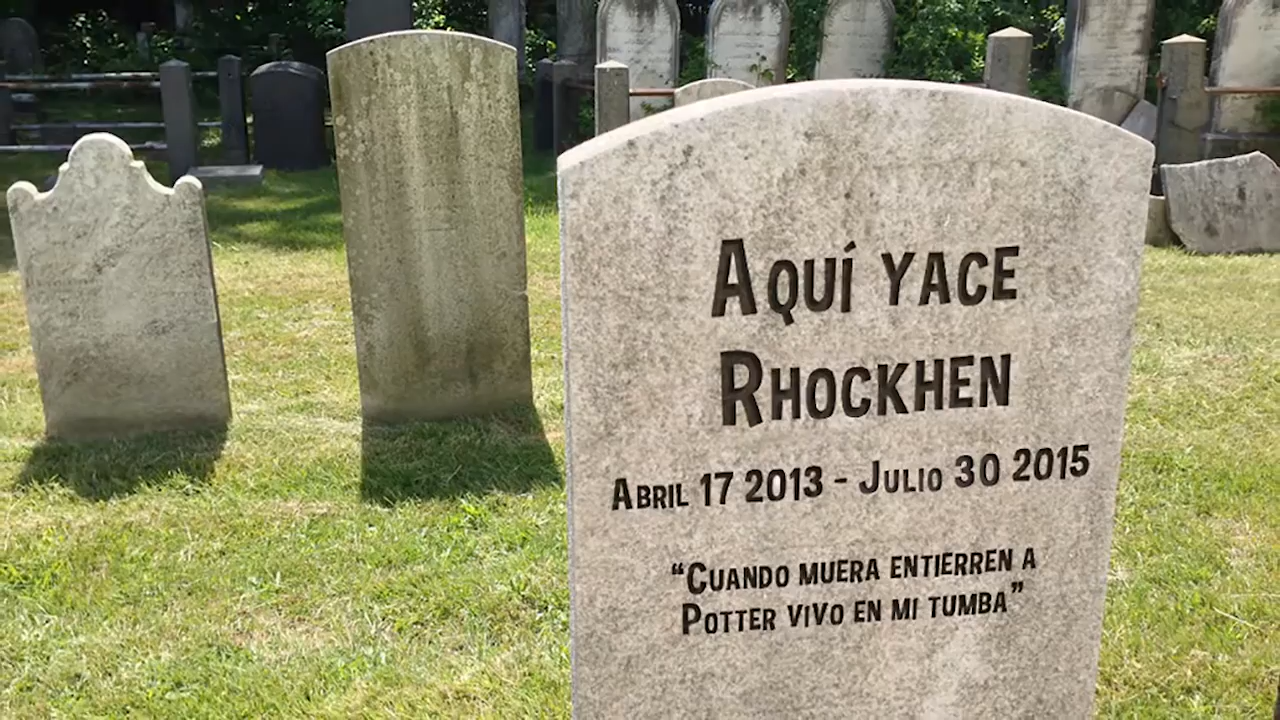 Aquí yace
Rhockhen
Abril 17 2013 - Julio 30 2015
“Cuando muera entierren a
Potter vivo en mi tumba”